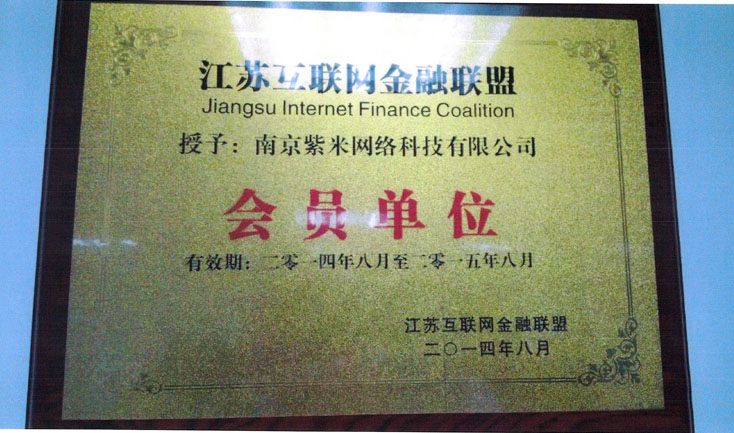 江苏互联网金融联盟
Jiangsu Internet Finance Coalition
授予：南京紫米网络科技有限公司
会员单位
有效期：二零一四年八月至二零一五年八月
江苏互联网金融联盟
二〇一四年八月